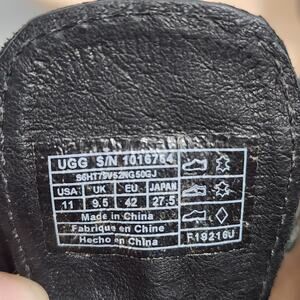 UGG S/N 1016754
USA UK EU JAPAN
11 9.5 42 27.5
Made in China
Fabriqué en Chine
Hecho en China
F19216U